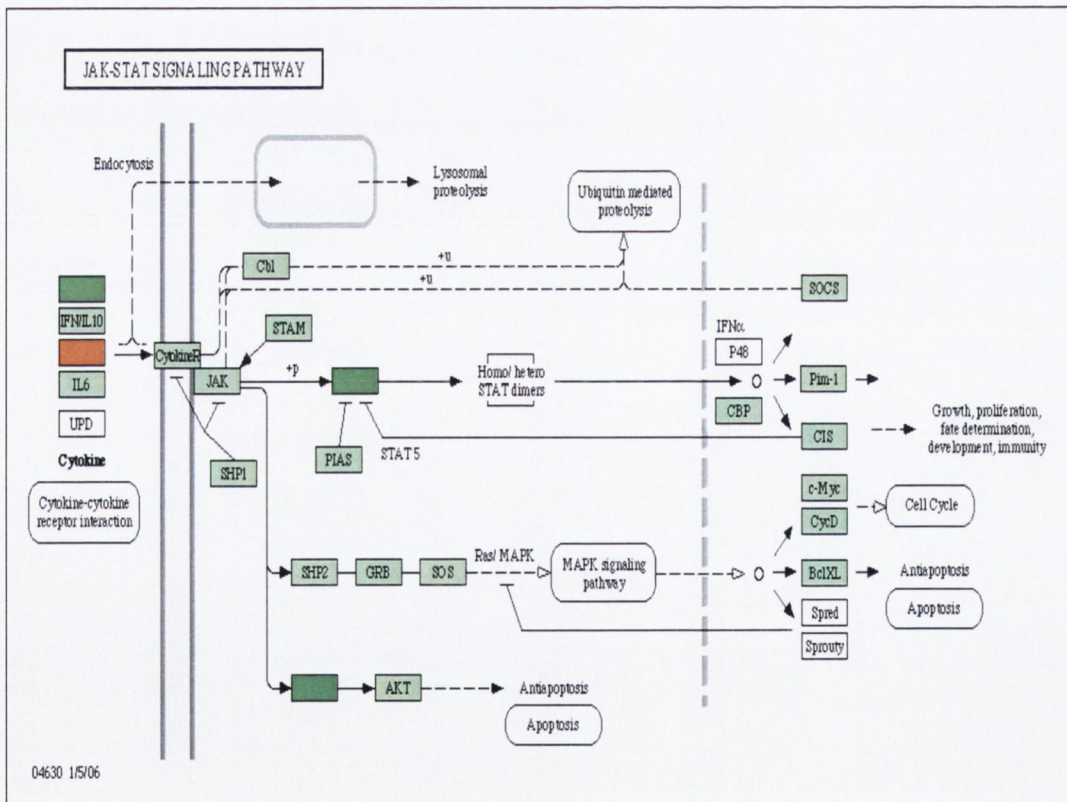 JAK-STAT SIGNALING PATHWAY
Endocytosis
Lysosomal
proteolysis
Ubiquitin mediated
proteolysis
+u
Cbl
+u
SOCS
IFN/IL10
STAM
IFNα
CytokineR
P48
JAK
+p
Homo/ hetero
STAT dimers
Pim-1
IL6
CBP
UPD
Growth, proliferation,
fate determination,
development, immunity
CIS
Cytokine
PIAS
STAT 5
SHP1
Cytokine-cytokine
receptor interaction
c-Myc
CycD
Cell Cycle
Ras/ MAPK
SHP2
GRB
SOS
MAPK signaling
pathway
BclXL
Antiapoptosis
Apoptosis
Spred
Sprouty
AKT
Antiapoptosis
Apoptosis
04630 1/5/06